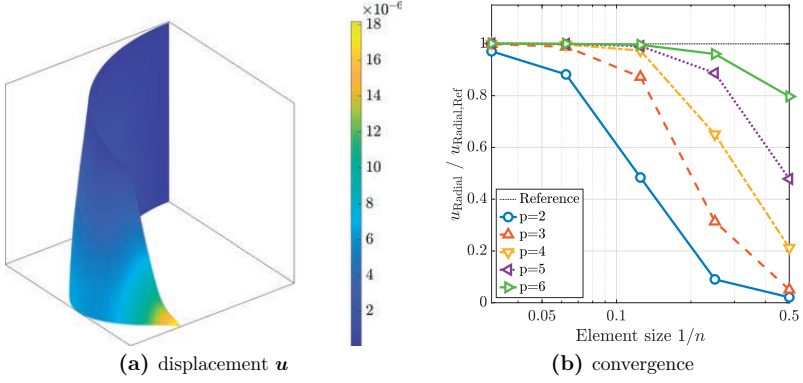 ×10⁻⁶
18
16
14
12
10
8
6
4
2
(a) displacement u
u_Radial / u_Radial,Ref
1
0.8
0.6
0.4
0.2
0
Reference
p=2
p=3
p=4
p=5
p=6
0.05
0.1
0.5
Element size 1/n
(b) convergence